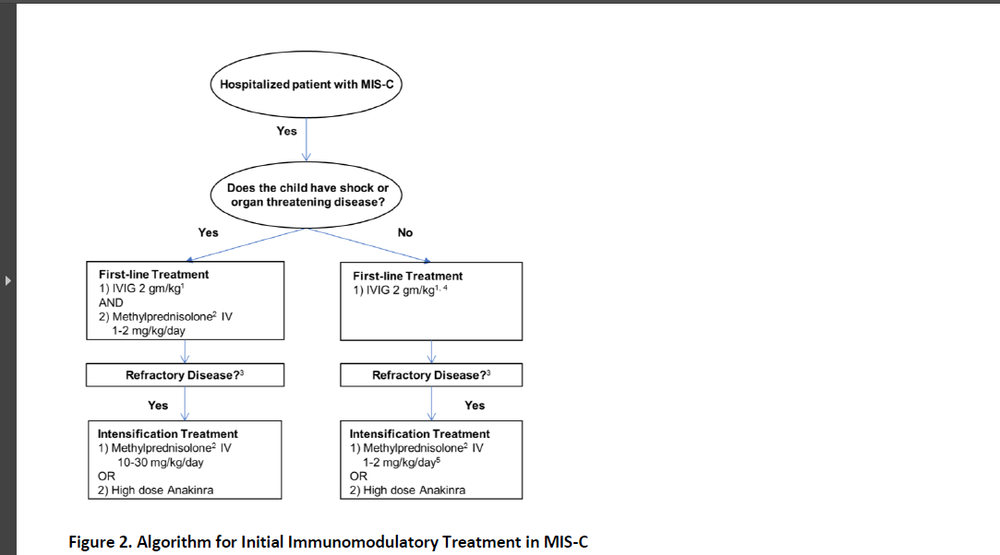 Hospitalized patient with MIS-C
Yes
Does the child have shock or
organ threatening disease?
Yes
No
First-line Treatment
1) IVIG 2 gm/kg¹
AND
2) Methylprednisolone² IV
1-2 mg/kg/day
First-line Treatment
1) IVIG 2 gm/kg¹˒ ⁴
Refractory Disease?³
Refractory Disease?³
Yes
Yes
Intensification Treatment
1) Methylprednisolone² IV
10-30 mg/kg/day
OR
2) High dose Anakinra
Intensification Treatment
1) Methylprednisolone² IV
1-2 mg/kg/day⁵
OR
2) High dose Anakinra
Figure 2. Algorithm for Initial Immunomodulatory Treatment in MIS-C